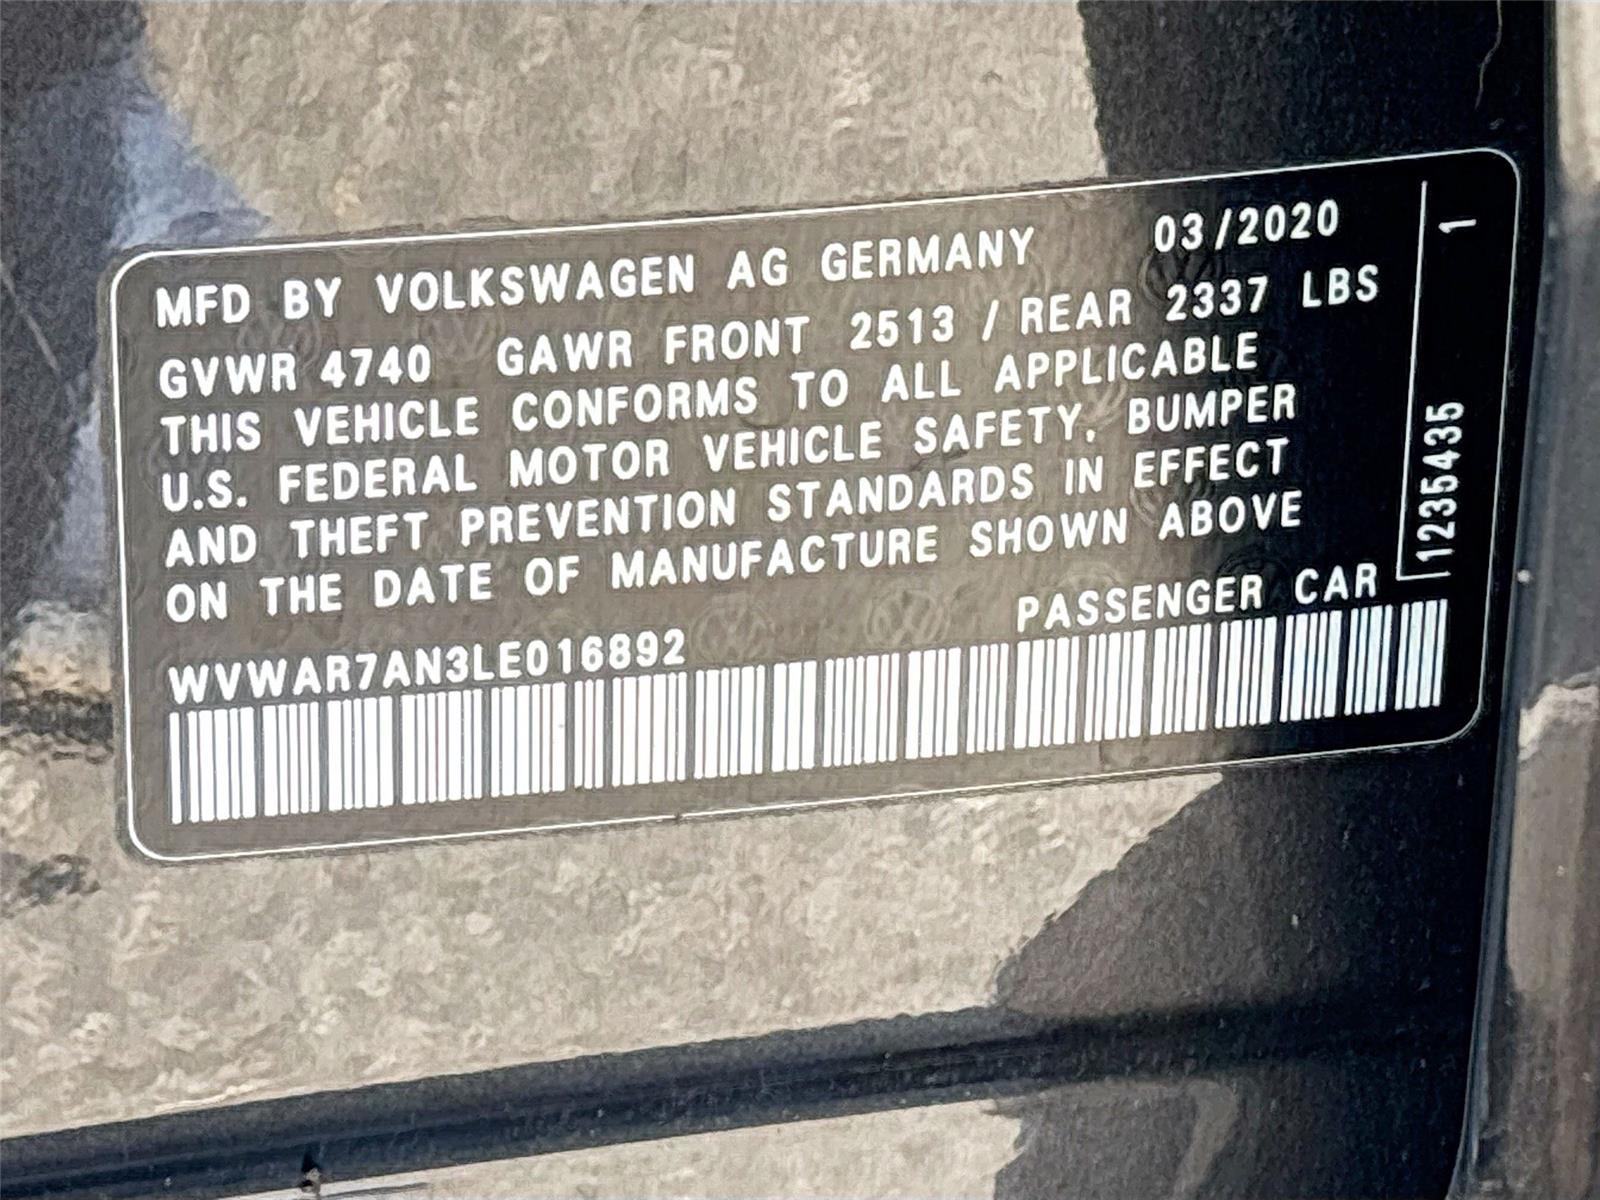 MFD BY VOLKSWAGEN AG GERMANY 03/2020
GVWR 4740 GAWR FRONT 2513 / REAR 2337 LBS
THIS VEHICLE CONFORMS TO ALL APPLICABLE
U.S. FEDERAL MOTOR VEHICLE SAFETY, BUMPER
AND THEFT PREVENTION STANDARDS IN EFFECT
ON THE DATE OF MANUFACTURE SHOWN ABOVE
WVWAR7AN3LE016892 PASSENGER CAR
1235435 1